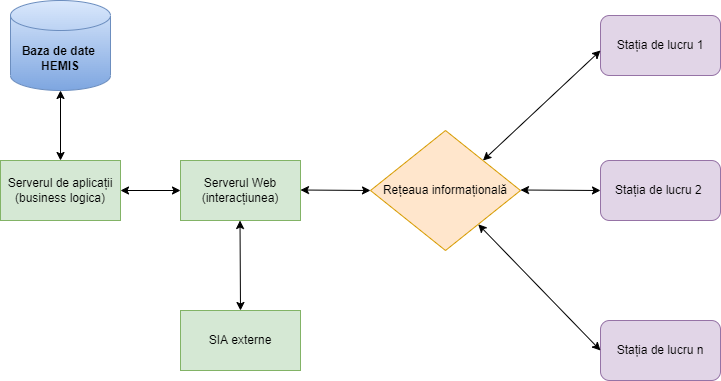 Baza de date
HEMIS
Serverul de aplicații
(business logica)
Serverul Web
(interacțiunea)
SIA externe
Rețeaua informațională
Stația de lucru 1
Stația de lucru 2
Stația de lucru n